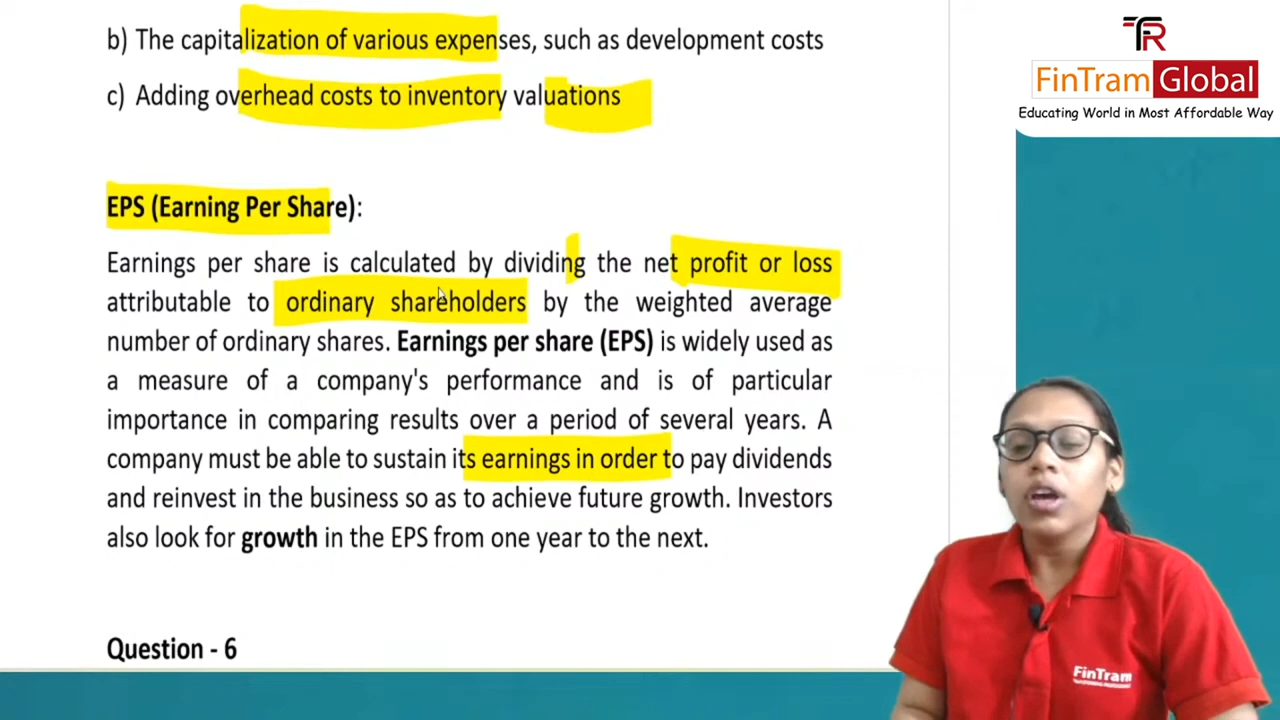 b) The capitalization of various expenses, such as development costs
c) Adding overhead costs to inventory valuations
EPS (Earning Per Share):
Earnings per share is calculated by dividing the net profit or loss
attributable to ordinary shareholders by the weighted average
number of ordinary shares. Earnings per share (EPS) is widely used as
a measure of a company's performance and is of particular
importance in comparing results over a period of several years. A
company must be able to sustain its earnings in order to pay dividends
and reinvest in the business so as to achieve future growth. Investors
also look for growth in the EPS from one year to the next.
Question - 6
FinTram Global
Educating World in Most Affordable Way
FinTram